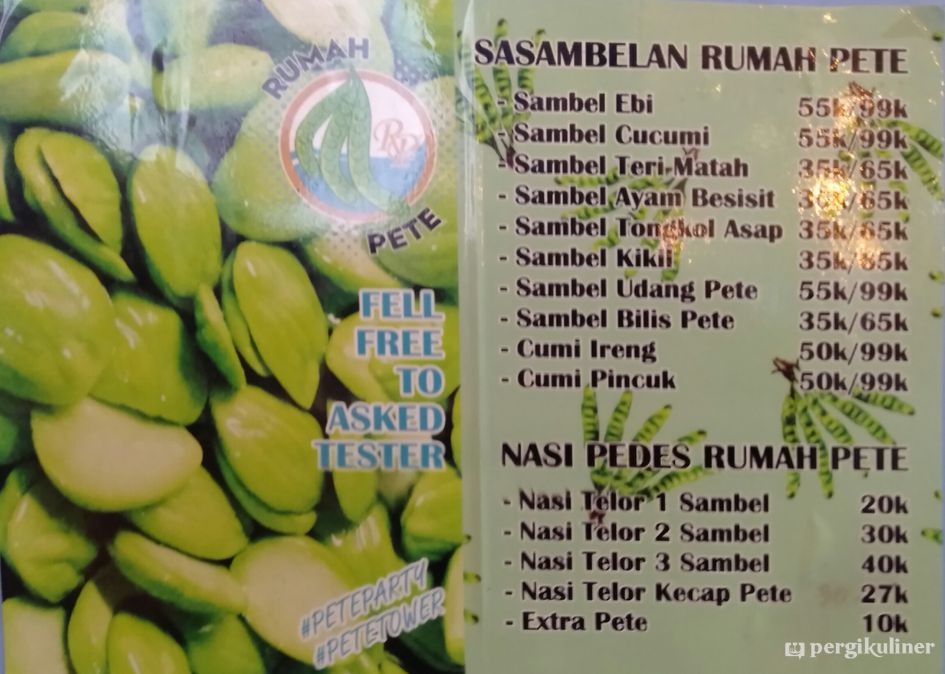 RUMAH
RP
PETE
FELL
FREE
TO
ASKED
TESTER
#PETEPARTY
#PETETOWER
SASAMBELAN RUMAH PETE
- Sambel Ebi 55k/99k
- Sambel Cucumi 55k/99k
- Sambel Teri-Matah 35k/65k
- Sambel Ayam Besisit 35k/65k
- Sambel Tongkol Asap 35k/65k
- Sambel Kikil 35k/65k
- Sambel Udang Pete 55k/99k
- Sambel Bilis Pete 35k/65k
- Cumi Ireng 50k/99k
- Cumi Pincuk 50k/99k
NASI PEDES RUMAH PETE
- Nasi Telor 1 Sambel 20k
- Nasi Telor 2 Sambel 30k
- Nasi Telor 3 Sambel 40k
- Nasi Telor Kecap Pete 27k
- Extra Pete 10k
pergikuliner